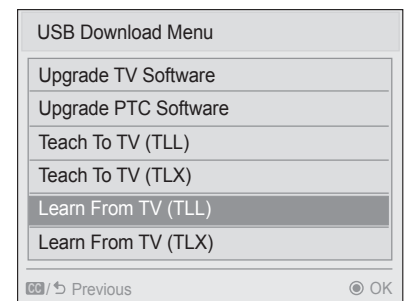 USB Download Menu
Upgrade TV Software
Upgrade PTC Software
Teach To TV (TLL)
Teach To TV (TLX)
Learn From TV (TLL)
Learn From TV (TLX)
CC/ Previous OK